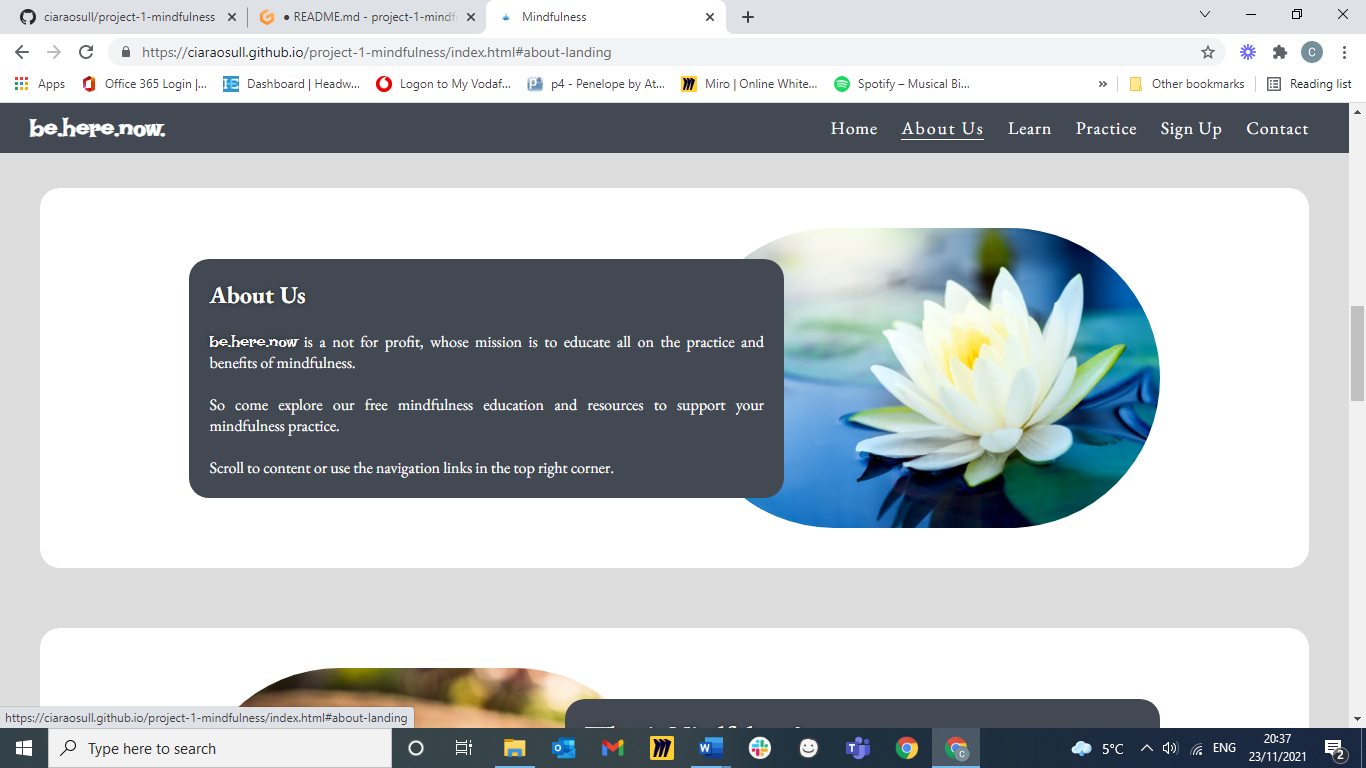 ciaraosull/project-1-mindfulness
● README.md - project-1-mindf
Mindfulness
https://ciaraosull.github.io/project-1-mindfulness/index.html#about-landing
C
Apps
Office 365 Login |...
Dashboard | Headw...
Logon to My Vodaf...
p4 - Penelope by At...
Miro | Online White...
Spotify – Musical Bi...
»
Other bookmarks
Reading list
be.here.now.
Home
About Us
Learn
Practice
Sign Up
Contact
About Us
be.here.now is a not for profit, whose mission is to educate all on the practice and
benefits of mindfulness.
So come explore our free mindfulness education and resources to support your
mindfulness practice.
Scroll to content or use the navigation links in the top right corner.
https://ciaraosull.github.io/project-1-mindfulness/index.html#about-landing
Type here to search
5°C
ENG
20:37
23/11/2021
2